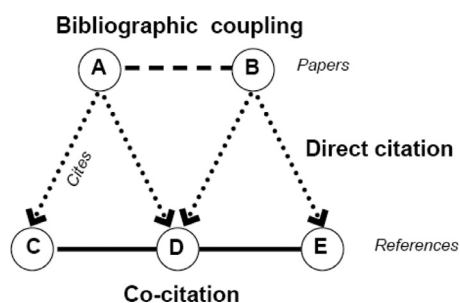 Bibliographic coupling
A B Papers
Cites
Direct citation
C D E References
Co-citation